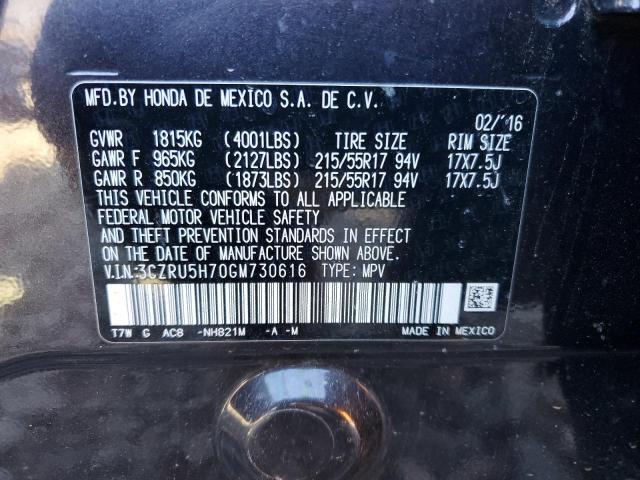 MFD.BY HONDA DE MEXICO S.A. DE C.V.
02/'16
GVWR 1815KG (4001LBS) TIRE SIZE RIM SIZE
GAWR F 965KG (2127LBS) 215/55R17 94V 17X7.5J
GAWR R 850KG (1873LBS) 215/55R17 94V 17X7.5J
THIS VEHICLE CONFORMS TO ALL APPLICABLE
FEDERAL MOTOR VEHICLE SAFETY
AND THEFT PREVENTION STANDARDS IN EFFECT
ON THE DATE OF MANUFACTURE SHOWN ABOVE.
V.I.N:3CZRU5H70GM730616 TYPE: MPV
T7W G AC8 -NH821M -A -M MADE IN MEXICO